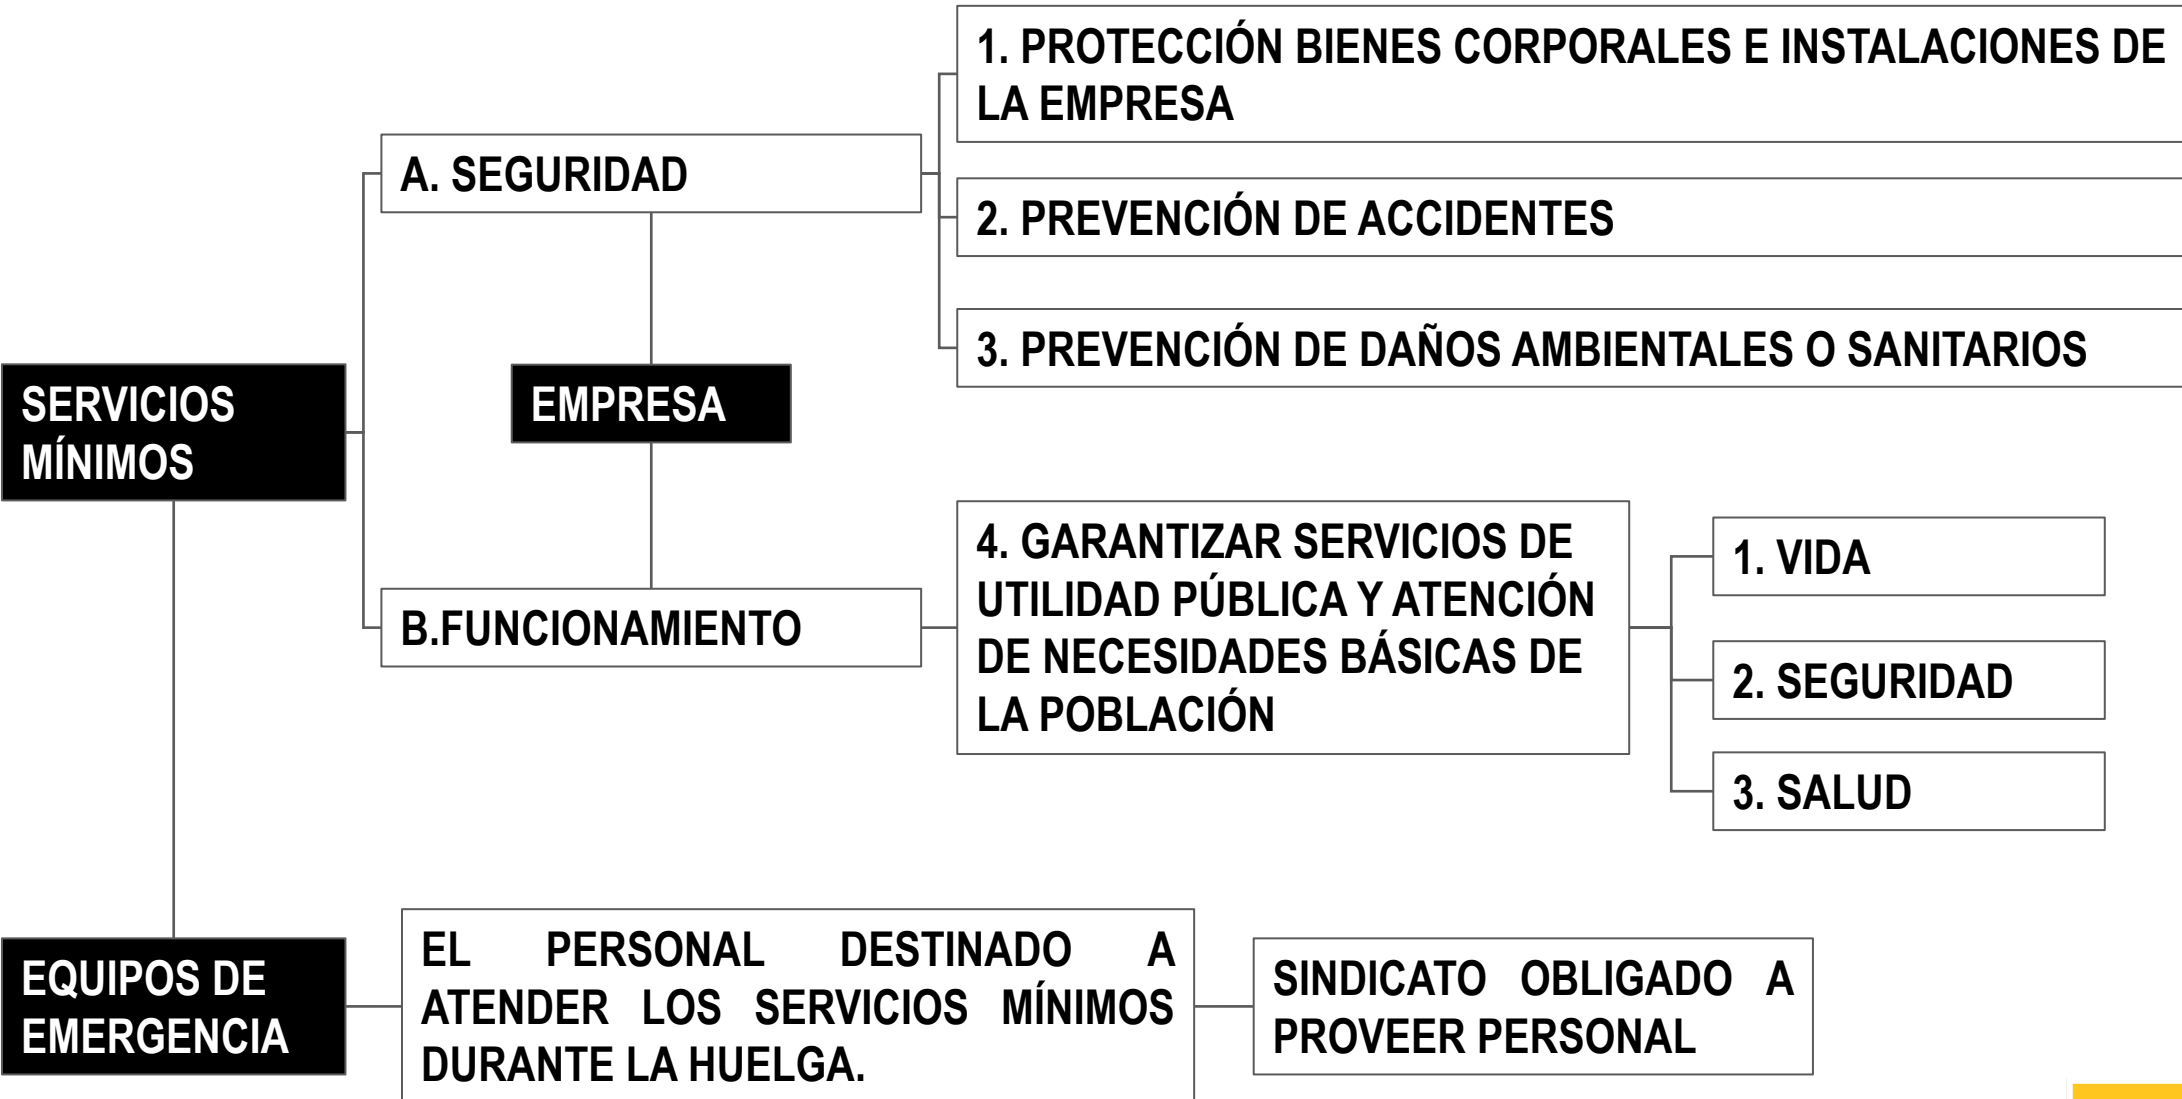 1. PROTECCIÓN BIENES CORPORALES E INSTALACIONES DE
LA EMPRESA
A. SEGURIDAD
2. PREVENCIÓN DE ACCIDENTES
3. PREVENCIÓN DE DAÑOS AMBIENTALES O SANITARIOS
SERVICIOS
MÍNIMOS
EMPRESA
B.FUNCIONAMIENTO
4. GARANTIZAR SERVICIOS DE
UTILIDAD PÚBLICA Y ATENCIÓN
DE NECESIDADES BÁSICAS DE
LA POBLACIÓN
1. VIDA
2. SEGURIDAD
3. SALUD
EQUIPOS DE
EMERGENCIA
EL PERSONAL DESTINADO A
ATENDER LOS SERVICIOS MÍNIMOS
DURANTE LA HUELGA.
SINDICATO OBLIGADO A
PROVEER PERSONAL